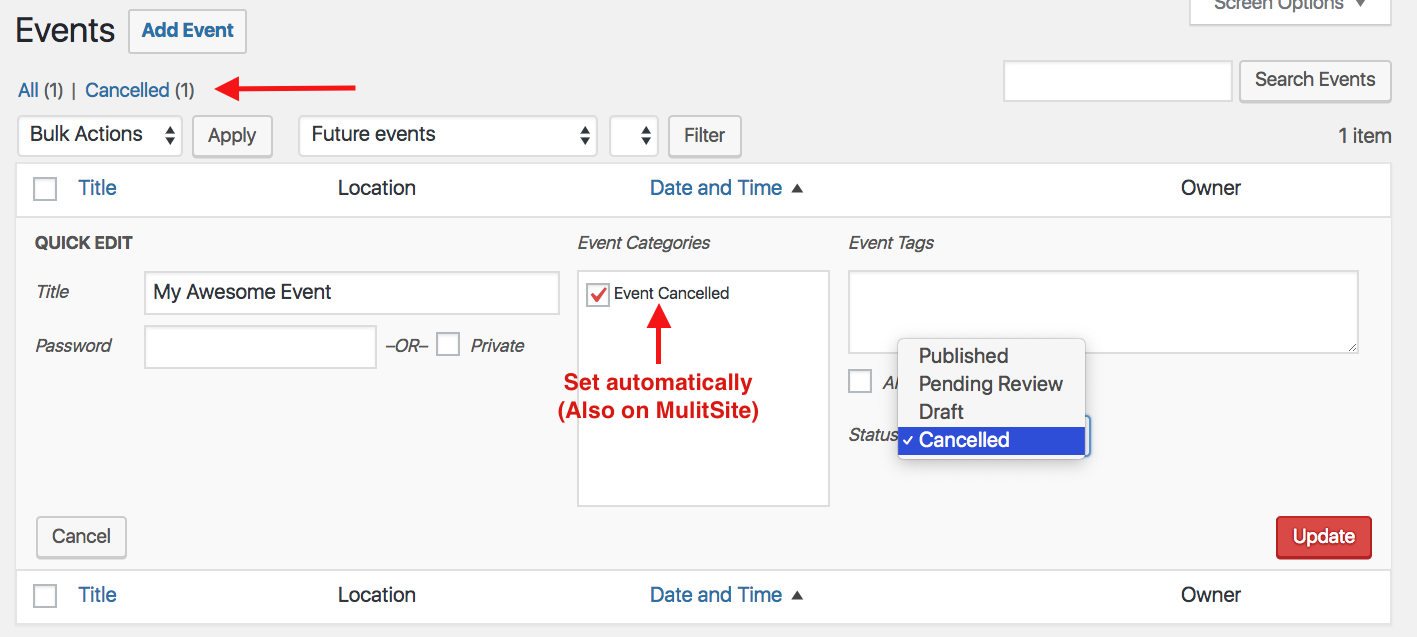 Screen Options
Events Add Event
All (1) | Cancelled (1)
Search Events
Bulk Actions Apply Future events Filter 1 item
Title Location Date and Time Owner
QUICK EDIT Event Categories Event Tags
Title My Awesome Event Event Cancelled
Password –OR– Private
Set automatically
(Also on MulitSite)
Published
Pending Review
Draft
Status Cancelled
Cancel Update
Title Location Date and Time Owner